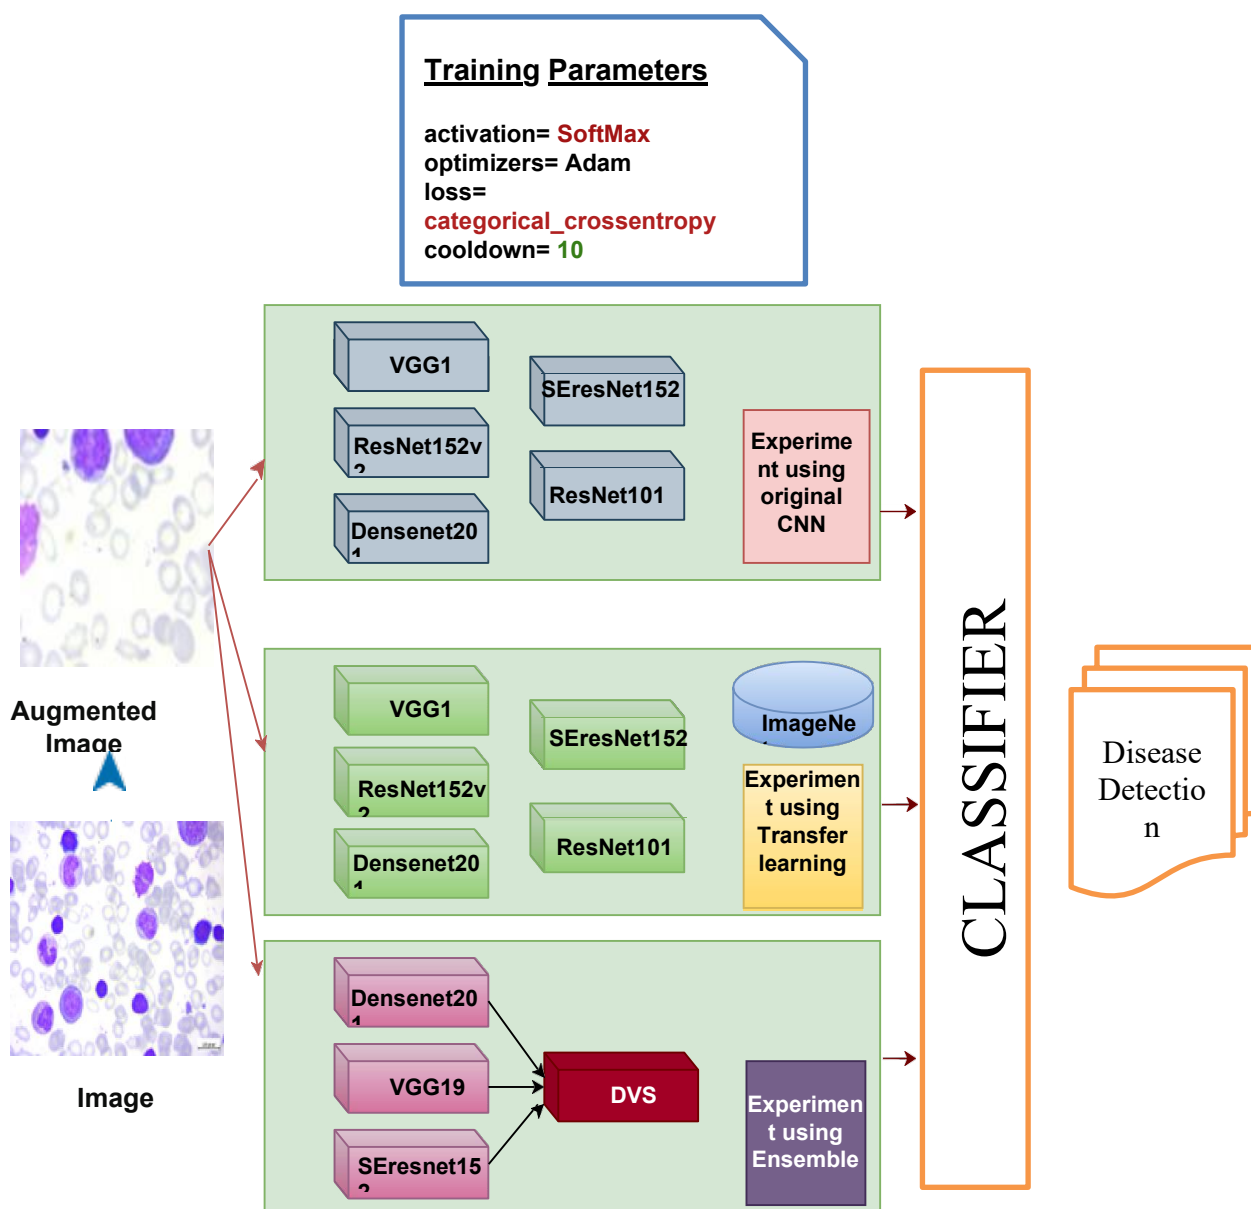 Training Parameters
activation= SoftMax
optimizers= Adam
loss=
categorical_crossentropy
cooldown= 10
VGG1
SEresNet152
ResNet152v
ResNet101
Densenet20
Experime
nt using
original
CNN
Augmented
Image
Image
VGG1
SEresNet152
ResNet152v
ResNet101
Densenet20
ImageNe
Experimen
t using
Transfer
learning
Densenet20
VGG19
SEresnet15
DVS
Experimen
t using
Ensemble
CLASSIFIER
Disease
Detectio
n